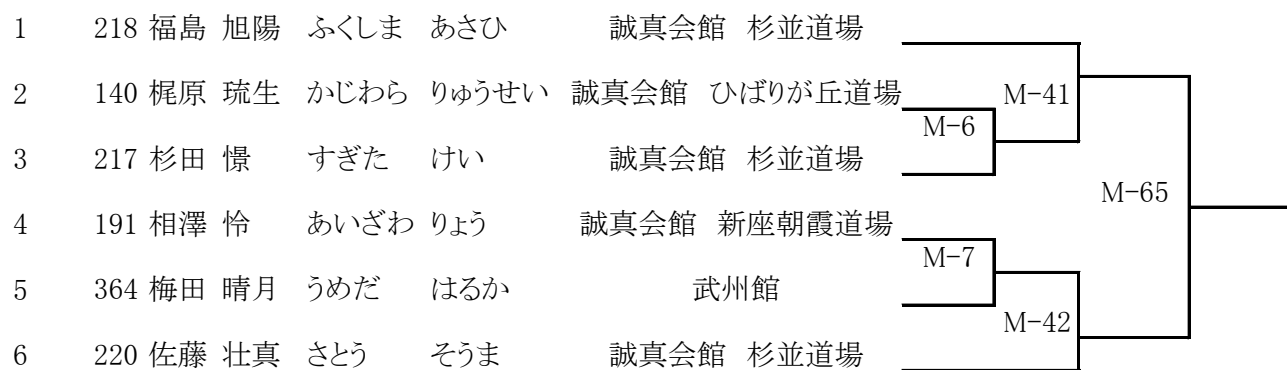 1 218 福島 旭陽 ふくしま あさひ 誠真会館 杉並道場
2 140 梶原 琉生 かじわら りゅうせい 誠真会館 ひばりが丘道場 M-41
M-6
3 217 杉田 憬 すぎた けい 誠真会館 杉並道場
M-65
4 191 相澤 怜 あいざわ りょう 誠真会館 新座朝霞道場
M-7
5 364 梅田 晴月 うめだ はるか 武州館
M-42
6 220 佐藤 壮真 さとう そうま 誠真会館 杉並道場